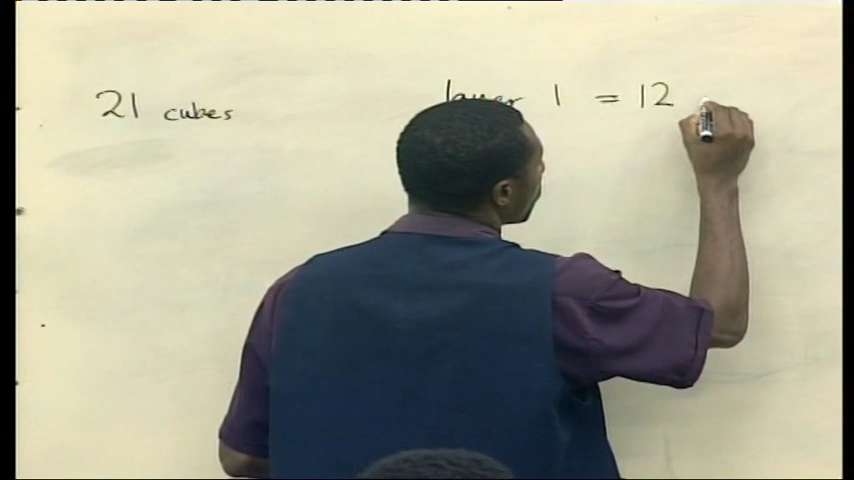 21 cubes
layer 1 = 12